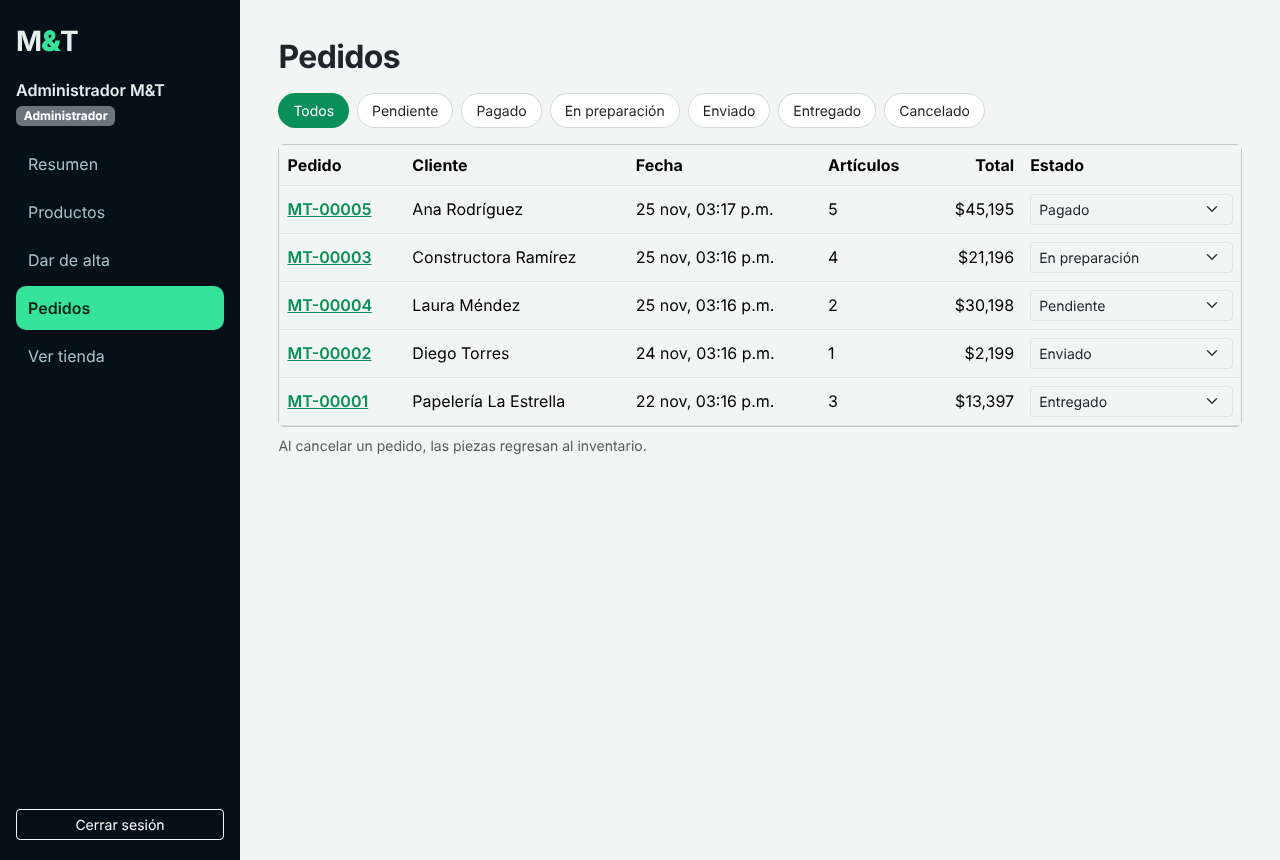 M&T
Administrador M&T
Administrador
Resumen
Productos
Dar de alta
Pedidos
Ver tienda
Cerrar sesión
Pedidos
Todos Pendiente Pagado En preparación Enviado Entregado Cancelado
Pedido Cliente Fecha Artículos Total Estado
MT-00005 Ana Rodríguez 25 nov, 03:17 p.m. 5 $45,195 Pagado
MT-00003 Constructora Ramírez 25 nov, 03:16 p.m. 4 $21,196 En preparación
MT-00004 Laura Méndez 25 nov, 03:16 p.m. 2 $30,198 Pendiente
MT-00002 Diego Torres 24 nov, 03:16 p.m. 1 $2,199 Enviado
MT-00001 Papelería La Estrella 22 nov, 03:16 p.m. 3 $13,397 Entregado
Al cancelar un pedido, las piezas regresan al inventario.